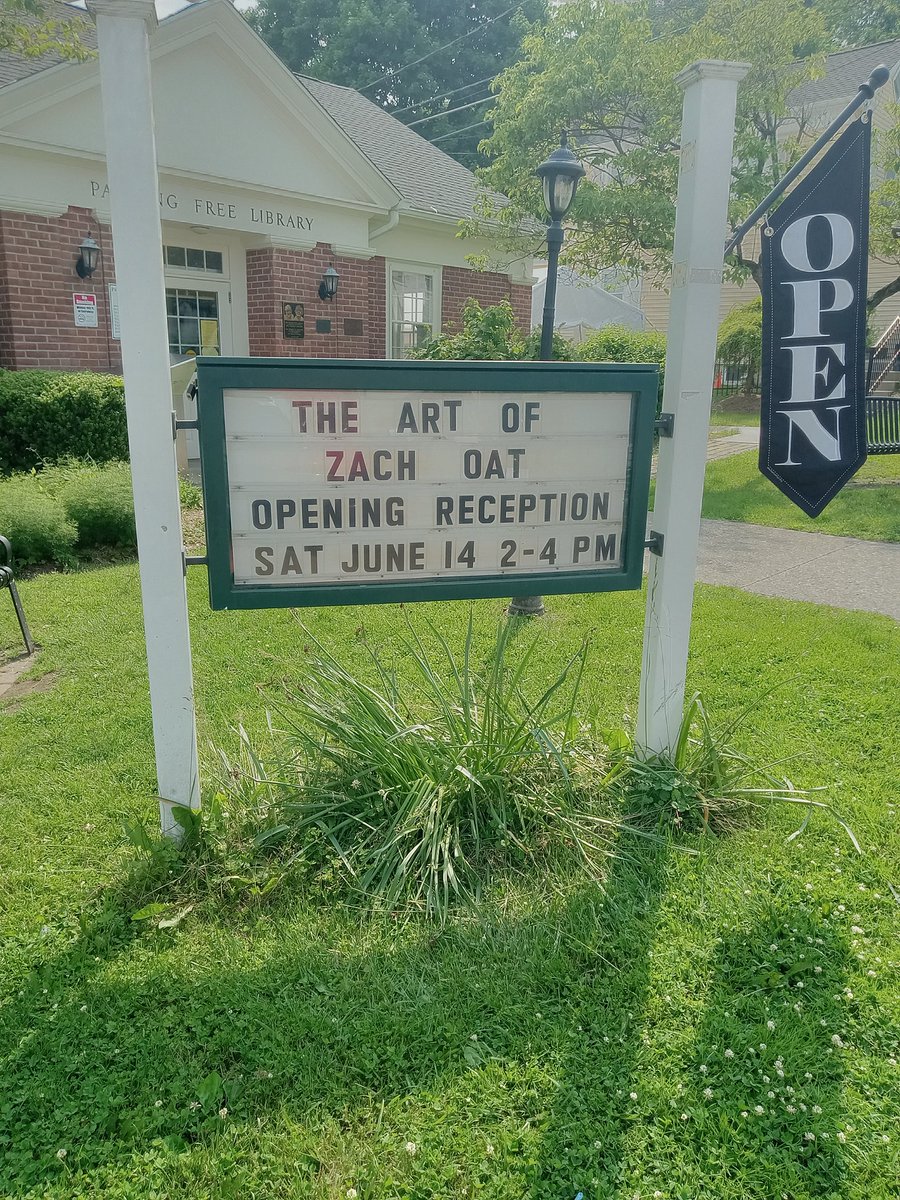 FREE LIBRARY
THE ART OF
ZACH OAT
OPENING RECEPTION
SAT JUNE 14 2-4 PM
OPEN